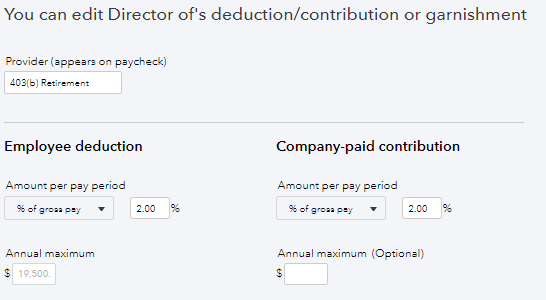 You can edit Director of's deduction/contribution or garnishment
Provider (appears on paycheck)
403(b) Retirement
Employee deduction
Company-paid contribution
Amount per pay period
Amount per pay period
% of gross pay 2.00 %
% of gross pay 2.00 %
Annual maximum
Annual maximum (Optional)
$ 19,500.
$